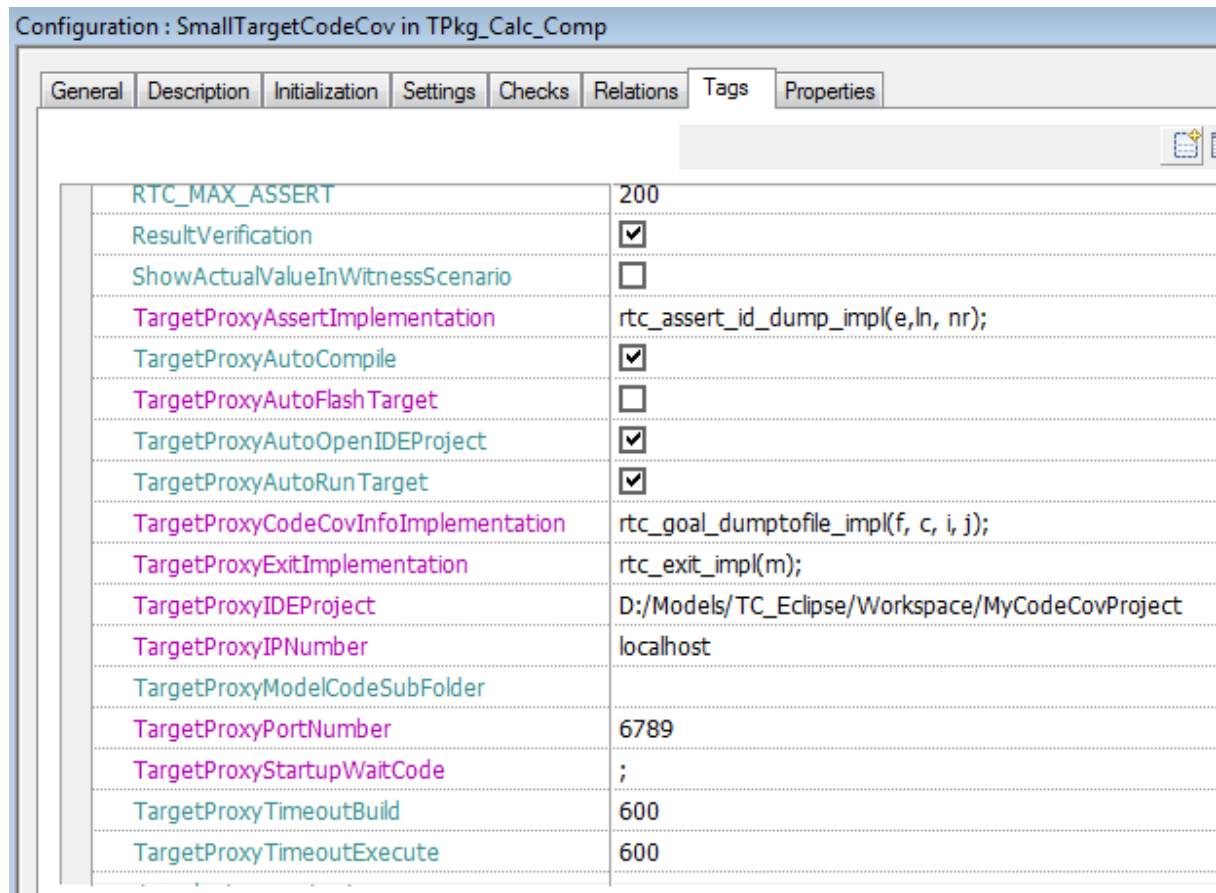 Configuration : SmallTargetCodeCov in TPkg_Calc_Comp
General Description Initialization Settings Checks Relations Tags Properties
RTC_MAX_ASSERT 200
ResultVerification
ShowActualValueInWitnessScenario
TargetProxyAssertImplementation rtc_assert_id_dump_impl(e,ln, nr);
TargetProxyAutoCompile
TargetProxyAutoFlashTarget
TargetProxyAutoOpenIDEProject
TargetProxyAutoRunTarget
TargetProxyCodeCovInfoImplementation rtc_goal_dumptofile_impl(f, c, i, j);
TargetProxyExitImplementation rtc_exit_impl(m);
TargetProxyIDEProject D:/Models/TC_Eclipse/Workspace/MyCodeCovProject
TargetProxyIPNumber localhost
TargetProxyModelCodeSubFolder
TargetProxyPortNumber 6789
TargetProxyStartupWaitCode ;
TargetProxyTimeoutBuild 600
TargetProxyTimeoutExecute 600